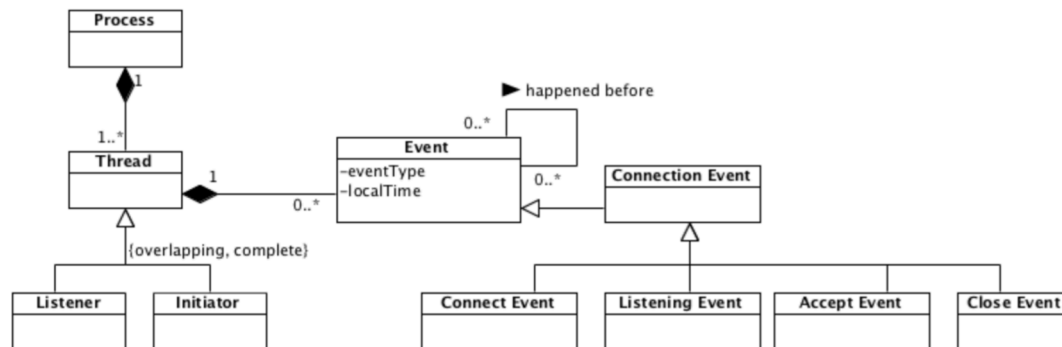 Process
1
► happened before
0..*
1..*
Event
Thread
-eventType
1
0..*
Connection Event
-localTime
0..*
{overlapping, complete}
Listener
Initiator
Connect Event
Listening Event
Accept Event
Close Event